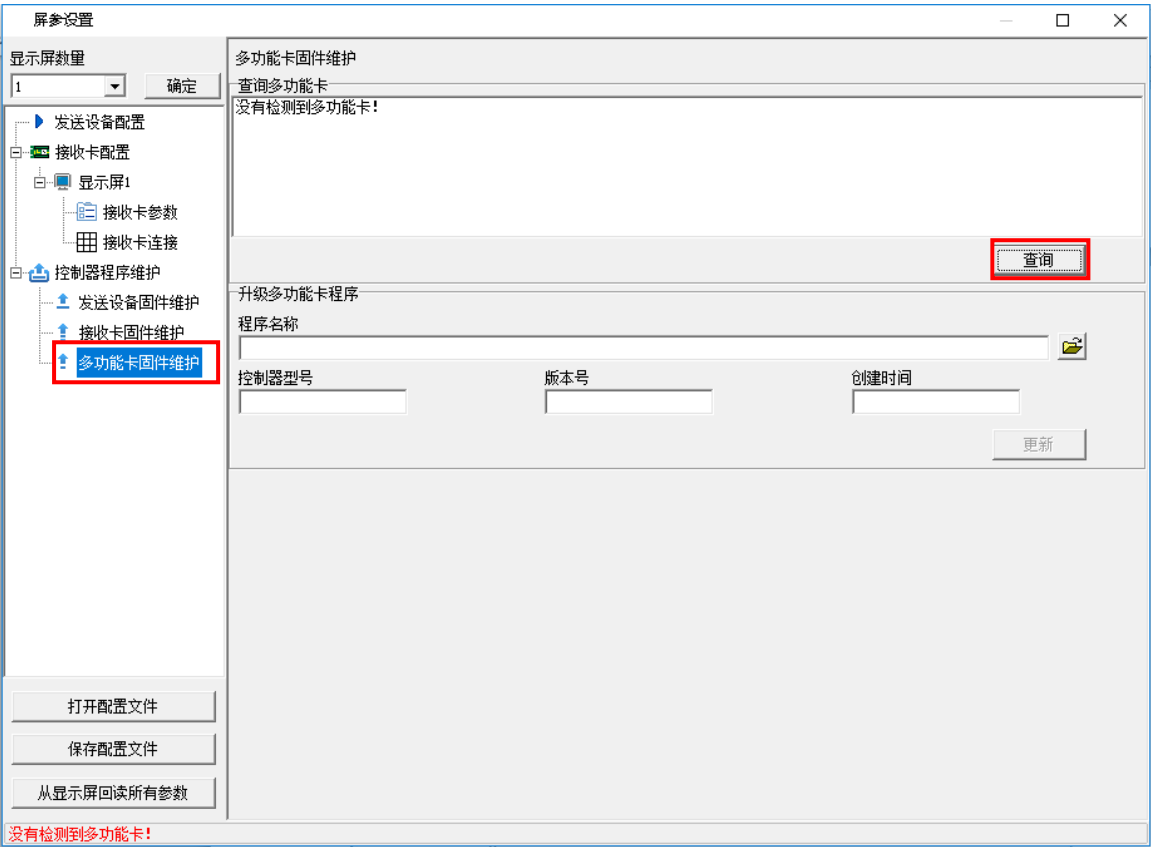 屏参设置
显示屏数量
1
确定
发送设备配置
接收卡配置
显示屏1
接收卡参数
接收卡连接
控制器程序维护
发送设备固件维护
接收卡固件维护
多功能卡固件维护
打开配置文件
保存配置文件
从显示屏回读所有参数
多功能卡固件维护
查询多功能卡
没有检测到多功能卡!
查询
升级多功能卡程序
程序名称
控制器型号
版本号
创建时间
更新
没有检测到多功能卡!